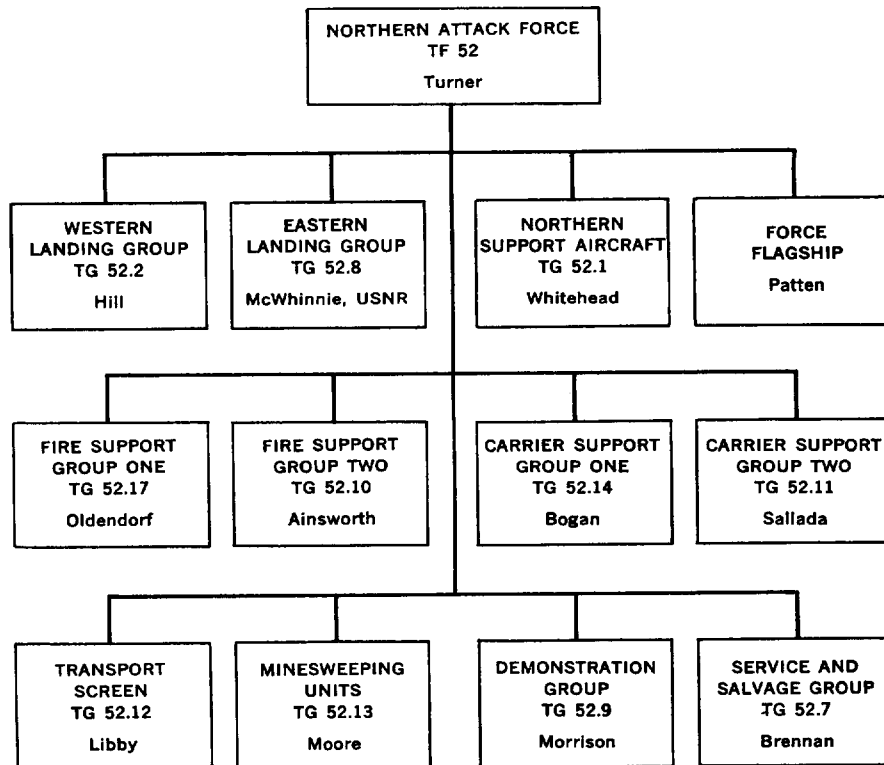 NORTHERN ATTACK FORCE
TF 52
Turner
WESTERN
LANDING GROUP
TG 52.2
Hill
EASTERN
LANDING GROUP
TG 52.8
McWhinnie, USNR
NORTHERN
SUPPORT AIRCRAFT
TG 52.1
Whitehead
FORCE
FLAGSHIP
Patten
FIRE SUPPORT
GROUP ONE
TG 52.17
Oldendorf
FIRE SUPPORT
GROUP TWO
TG 52.10
Ainsworth
CARRIER SUPPORT
GROUP ONE
TG 52.14
Bogan
CARRIER SUPPORT
GROUP TWO
TG 52.11
Sallada
TRANSPORT
SCREEN
TG 52.12
Libby
MINESWEEPING
UNITS
TG 52.13
Moore
DEMONSTRATION
GROUP
TG 52.9
Morrison
SERVICE AND
SALVAGE GROUP
TG 52.7
Brennan